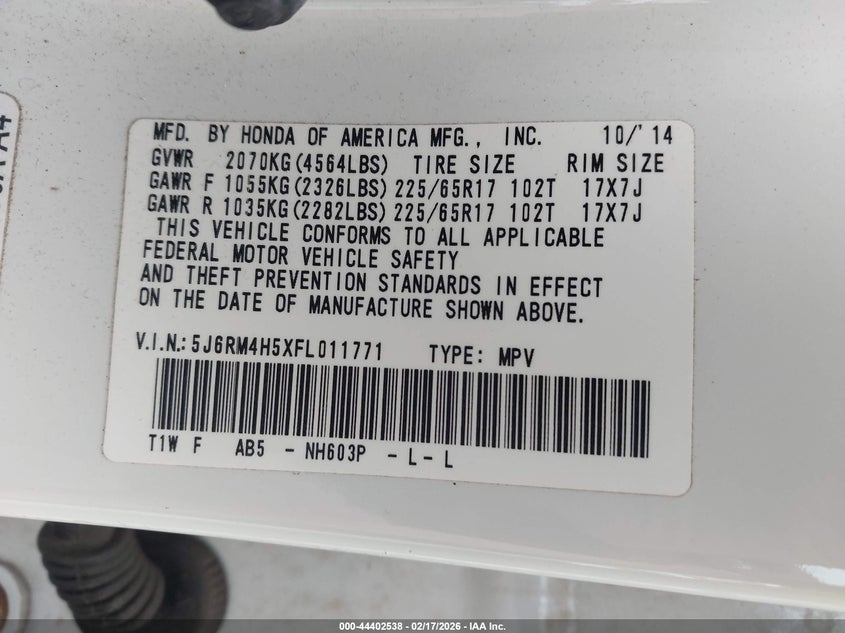 MFD. BY HONDA OF AMERICA MFG., INC. 10/'14
GVWR 2070KG(4564LBS) TIRE SIZE RIM SIZE
GAWR F 1055KG(2326LBS) 225/65R17 102T 17X7J
GAWR R 1035KG(2282LBS) 225/65R17 102T 17X7J
THIS VEHICLE CONFORMS TO ALL APPLICABLE
FEDERAL MOTOR VEHICLE SAFETY
AND THEFT PREVENTION STANDARDS IN EFFECT
ON THE DATE OF MANUFACTURE SHOWN ABOVE.
V.I.N.: 5J6RM4H5XFL011771 TYPE: MPV
T1W F AB5 - NH603P - L - L
000-44402538 - 02/17/2026 - IAA Inc.